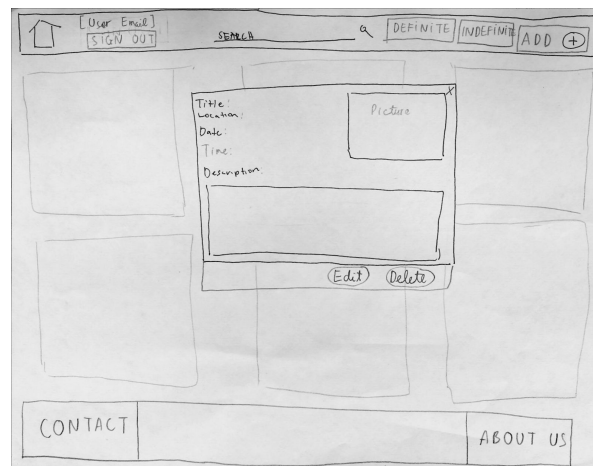 [User Email]
SIGN OUT
SEARCH
DEFINITE
INDEFINITE
ADD +
Title:
Location:
Date:
Time:
Description
Picture
x
Edit
Delete
CONTACT
ABOUT US